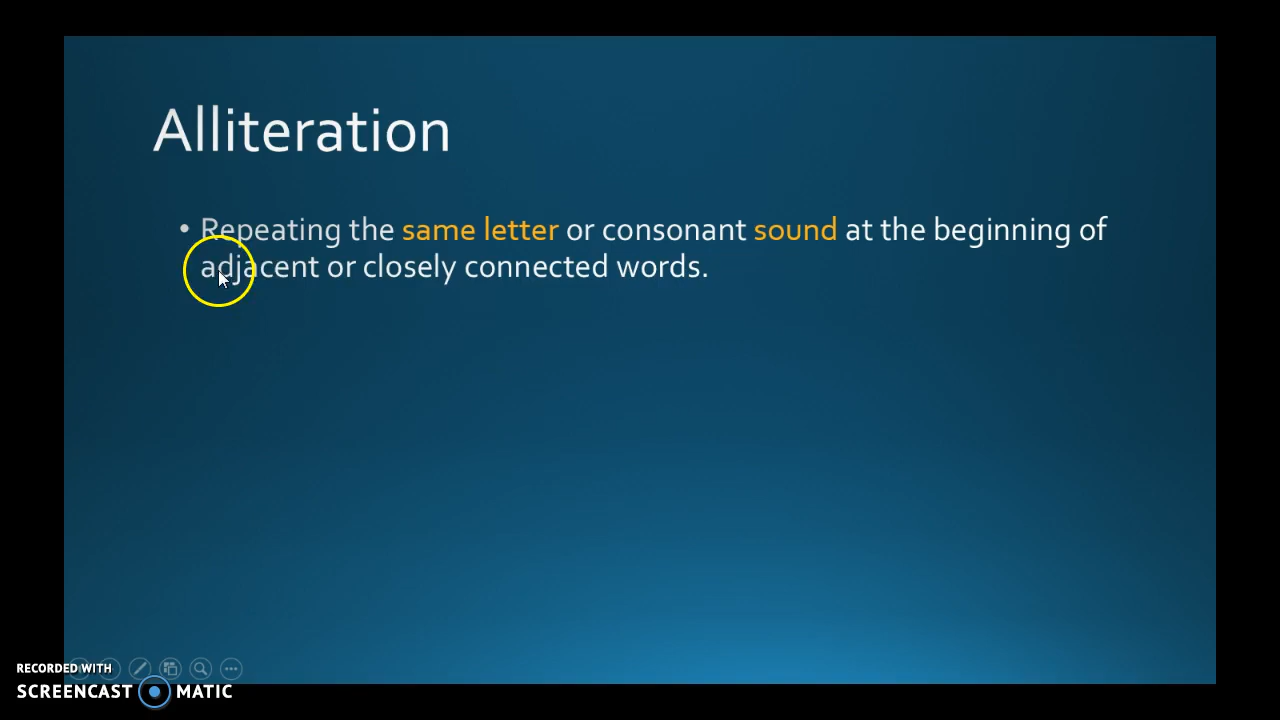 Alliteration
• Repeating the same letter or consonant sound at the beginning of
adjacent or closely connected words.
RECORDED WITH
SCREENCAST MATIC